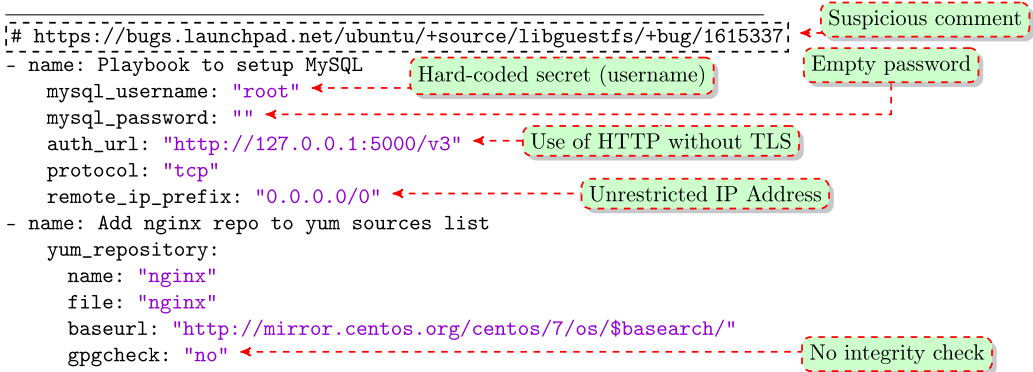 Suspicious comment
# https://bugs.launchpad.net/ubuntu/+source/libguestfs/+bug/1615337
- name: Playbook to setup MySQL
Hard-coded secret (username)
Empty password
mysql_username: "root"
mysql_password: ""
auth_url: "http://127.0.0.1:5000/v3"
Use of HTTP without TLS
protocol: "tcp"
remote_ip_prefix: "0.0.0.0/0"
Unrestricted IP Address
- name: Add nginx repo to yum sources list
yum_repository:
name: "nginx"
file: "nginx"
baseurl: "http://mirror.centos.org/centos/7/os/$basearch/"
gpgcheck: "no"
No integrity check